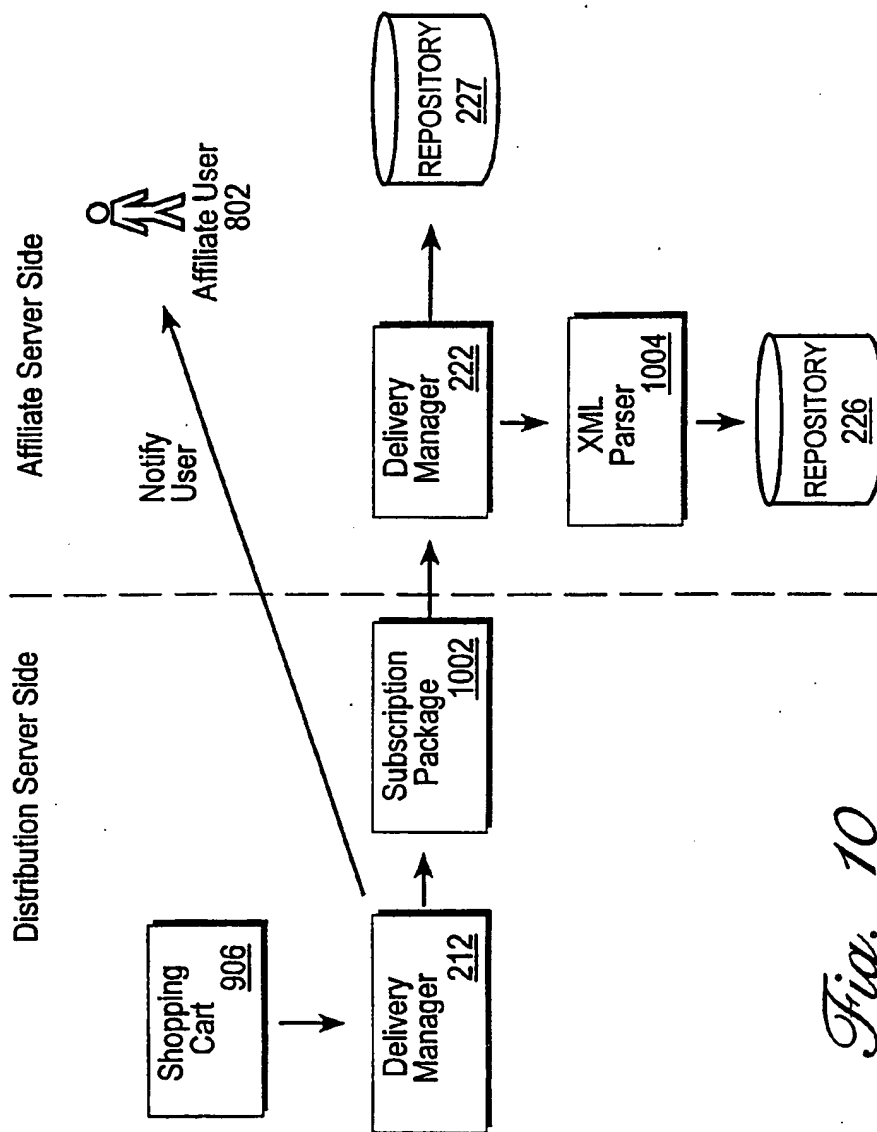 Distribution Server Side
Affiliate Server Side
Shopping
Cart
906
Notify
User
Affiliate User
802
Delivery
Manager
212
Subscription
Package
1002
Delivery
Manager
222
REPOSITORY
227
XML
Parser
1004
REPOSITORY
226
Fig. 10